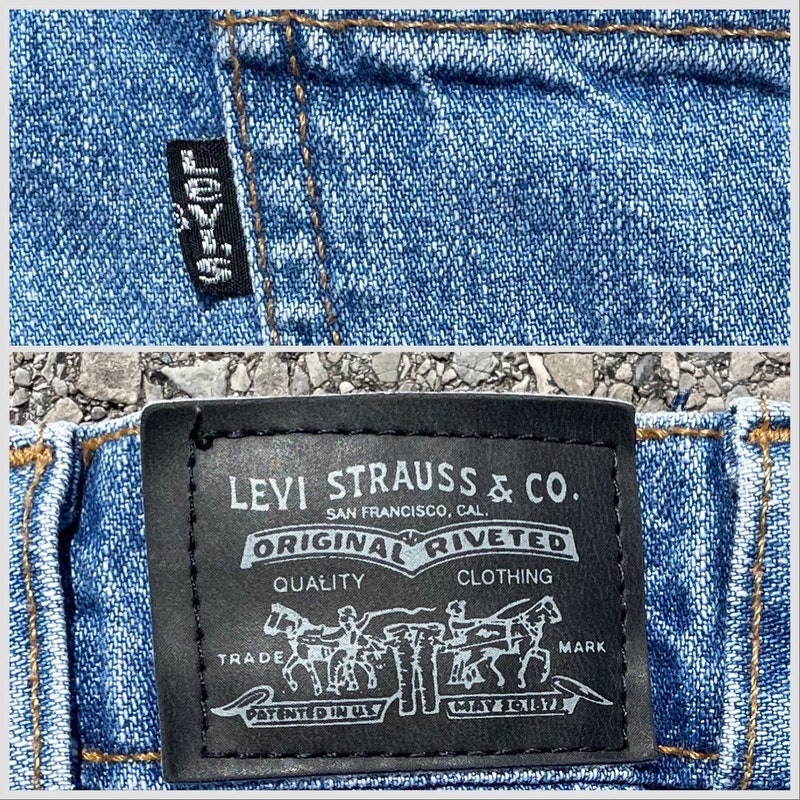 LEVI'S
®
LEVI STRAUSS & CO.
SAN FRANCISCO, CAL.
ORIGINAL RIVETED
QUALITY CLOTHING
TRADE MARK
PATENTED IN U.S. MAY 20, 1873